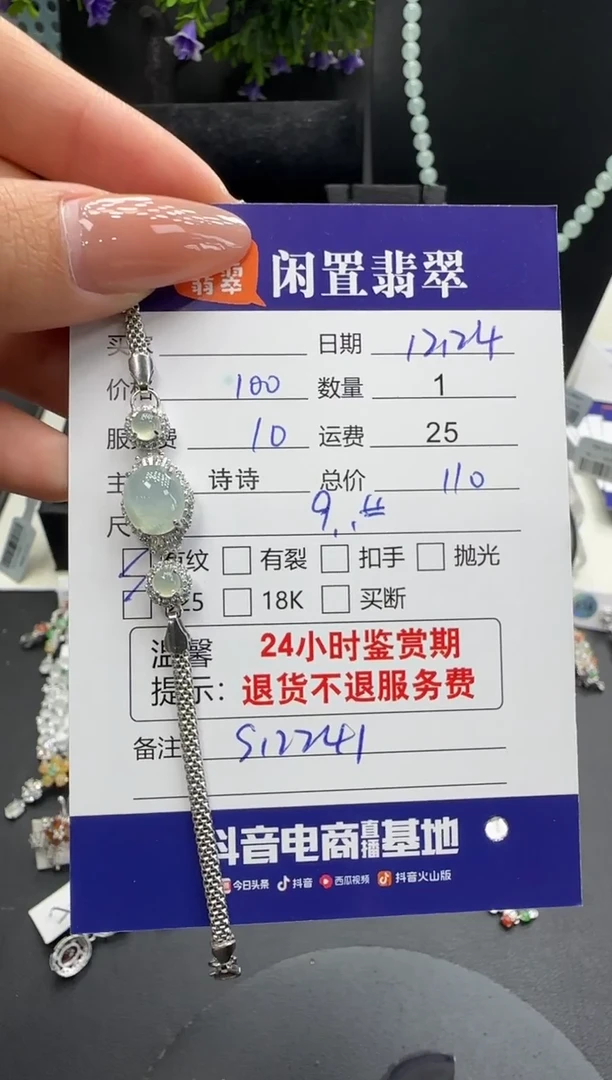 翡翠 闲置翡翠
买 日期 12,24
价格 100 数量 1
服 费 10 运费 25
主 诗诗 总价 110
尺
有纹 有裂 扣手 抛光
25 18K 买断
温馨 24小时鉴赏期
提示：退货不退服务费
备注 S12241
抖音电商直播基地
今日头条 抖音 西瓜视频 抖音火山版